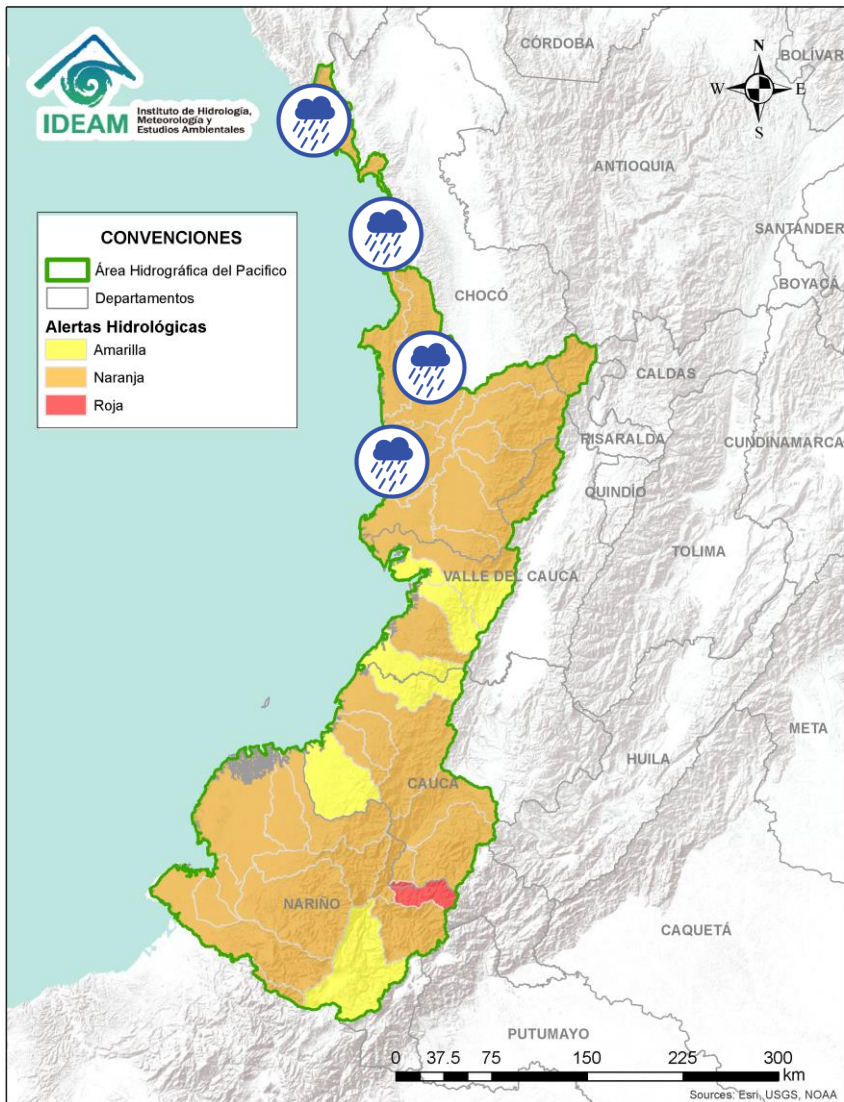 IDEAM
Instituto de Hidrología,
Meteorología y
Estudios Ambientales
CÓRDOBA
BOLÍVAR
N
W
E
S
ANTIOQUIA
SANTANDER
BOYACÁ
CONVENCIONES
Área Hidrográfica del Pacifico
Departamentos
Alertas Hidrológicas
Amarilla
Naranja
Roja
CHOCÓ
CALDAS
RISARALDA
CUNDINAMARCA
QUINDÍO
TOLIMA
VALLE DEL CAUCA
META
HUILA
CAUCA
NARIÑO
CAQUETÁ
PUTUMAYO
0 37.5 75 150 225 300
km
Sources: Esri, USGS, NOAA